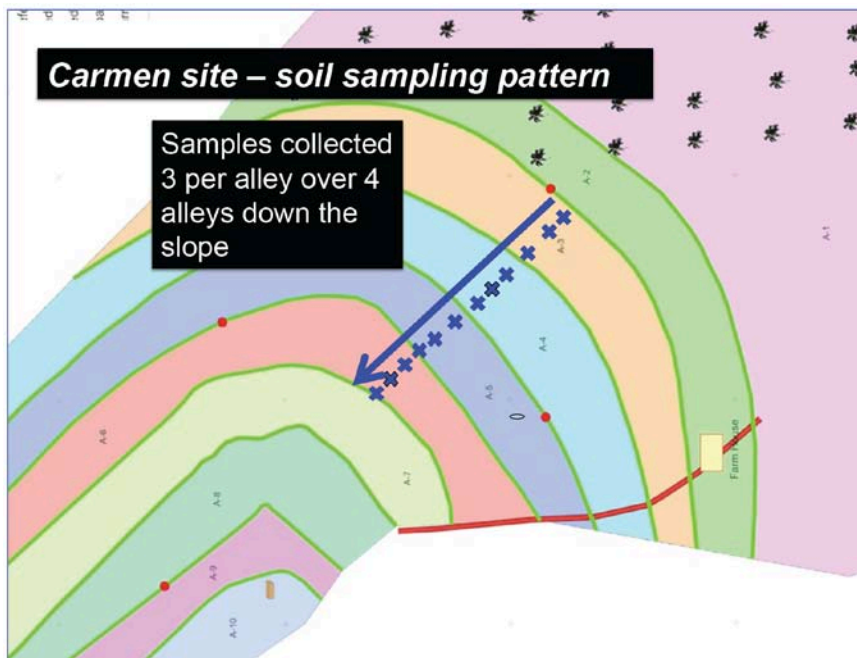 Carmen site – soil sampling pattern
Samples collected
3 per alley over 4
alleys down the
slope
A-2
A-1
A-3
A-4
A-5
A-6
A-7
A-8
A-9
A-10
Farm House